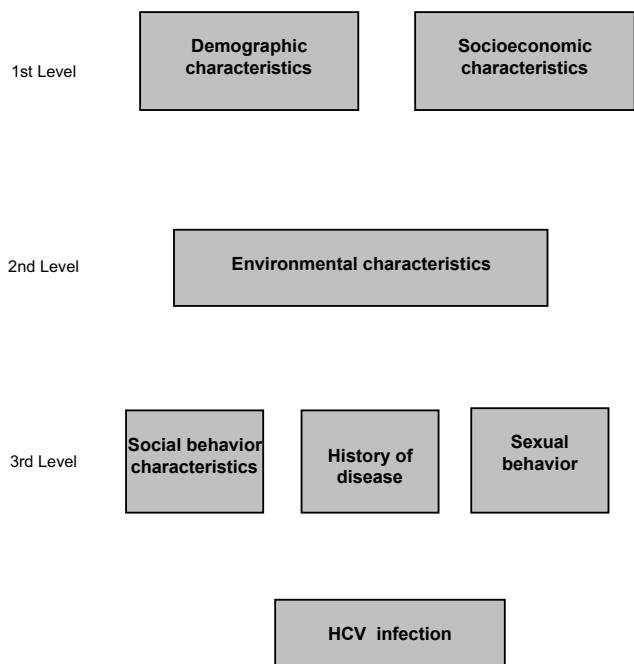 1st Level
Demographic
characteristics
Socioeconomic
characteristics
2nd Level
Environmental characteristics
3rd Level
Social behavior
characteristics
History of
disease
Sexual
behavior
HCV infection